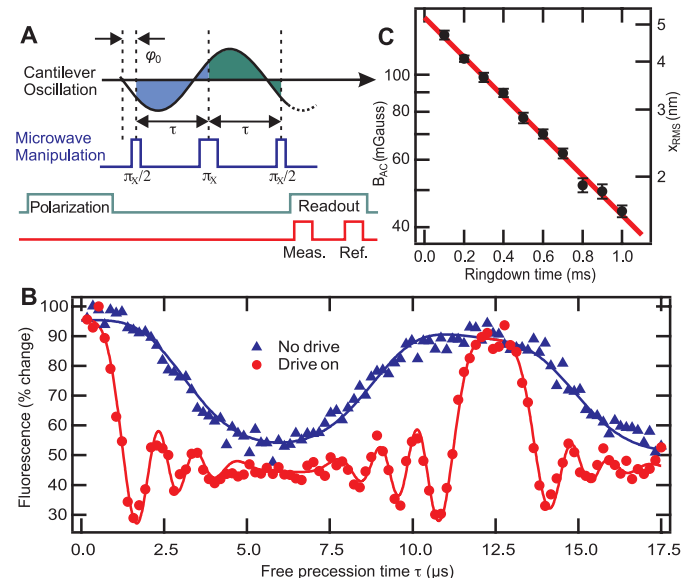 A
φ0
Cantilever
Oscillation
τ
τ
Microwave
Manipulation
πX/2
πX
πX/2
Polarization
Readout
Meas.
Ref.
C
BAC (mGauss)
100
90
80
70
60
50
40
5
4
3
2
xRMS (nm)
0.0 0.2 0.4 0.6 0.8 1.0
Ringdown time (ms)
B
Fluorescence (% change)
100
90
80
70
60
50
40
30
No drive
Drive on
0.0 2.5 5.0 7.5 10.0 12.5 15.0 17.5
Free precession time τ (µs)